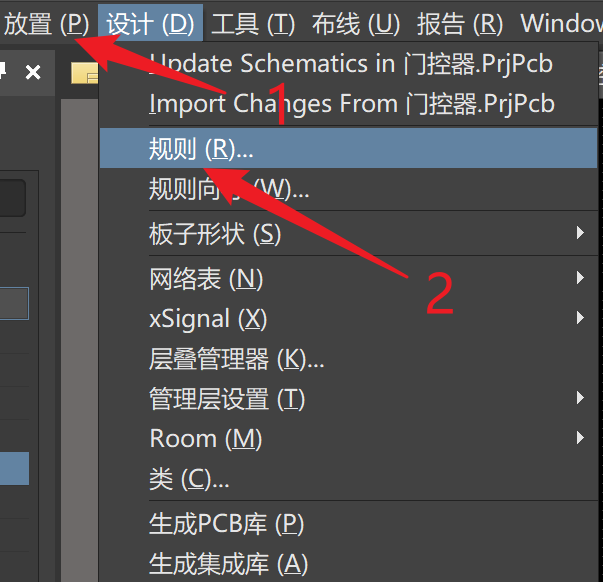 放置 (P) 设计 (D) 工具 (T) 布线 (U) 报告 (R) Window
Update Schematics in 门控器.PrjPcb
Import Changes From 门控器.PrjPcb
1
规则 (R)...
规则向 (W)...
板子形状 (S)
2
网络表 (N)
xSignal (X)
层叠管理器 (K)...
管理层设置 (T)
Room (M)
类 (C)...
生成PCB库 (P)
生成集成库 (A)